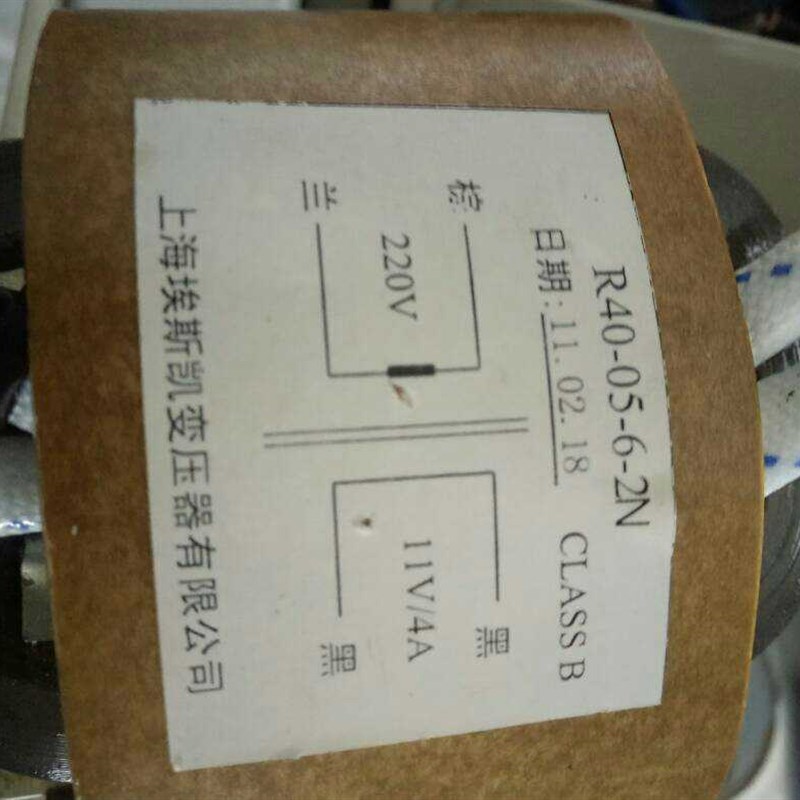 R40-05-6-2N
日期:11.02.18 CLASS B
棕 黑
220V 11V/4A
兰 黑
上海埃斯凯变压器有限公司